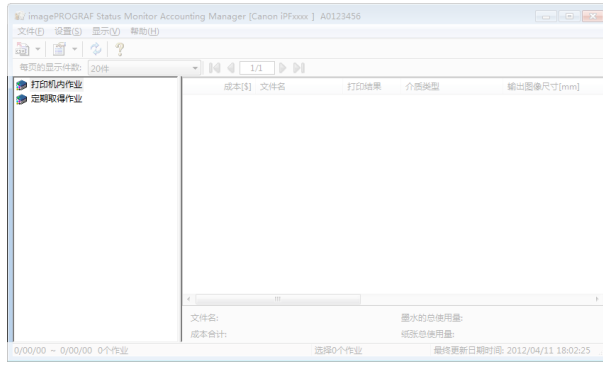 imagePROGRAF Status Monitor Accounting Manager [Canon iPFxxxx ] A0123456
文件(F) 设置(S) 显示(V) 帮助(H)
每页的显示件数: 20件 1/1
打印机内作业
定期取得作业
成本[$] 文件名 打印结果 介质类型 输出图像尺寸[mm]
文件名: 墨水的总使用量:
成本合计: 纸张总使用量:
0/00/00 ~ 0/00/00 0个作业 选择0个作业 最终更新日期时间: 2012/04/11 18:02:25